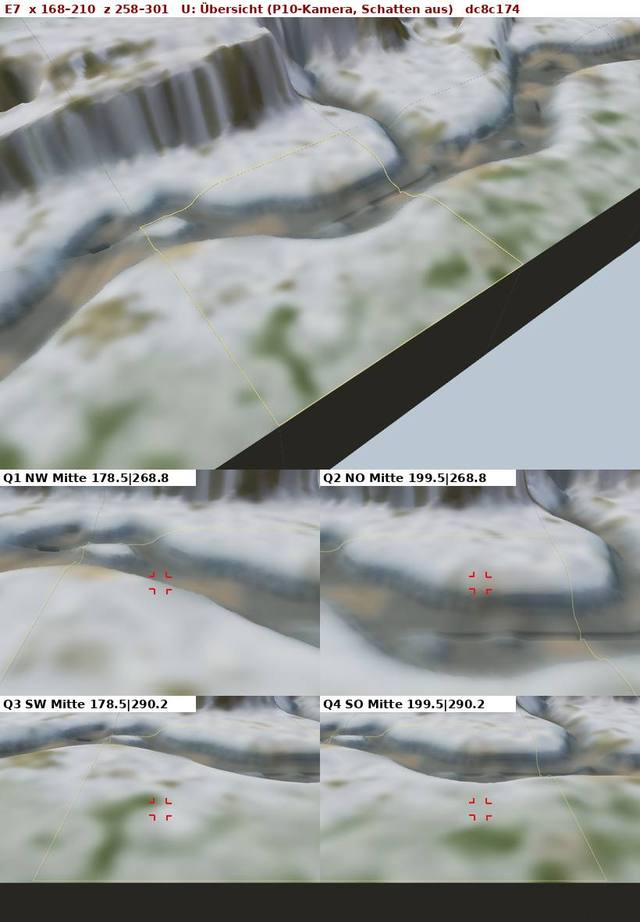 E7 x 168–210 z 258–301 U: Übersicht (P10-Kamera, Schatten aus) dc8c174
Q1 NW Mitte 178.5|268.8
Q2 NO Mitte 199.5|268.8
Q3 SW Mitte 178.5|290.2
Q4 SO Mitte 199.5|290.2